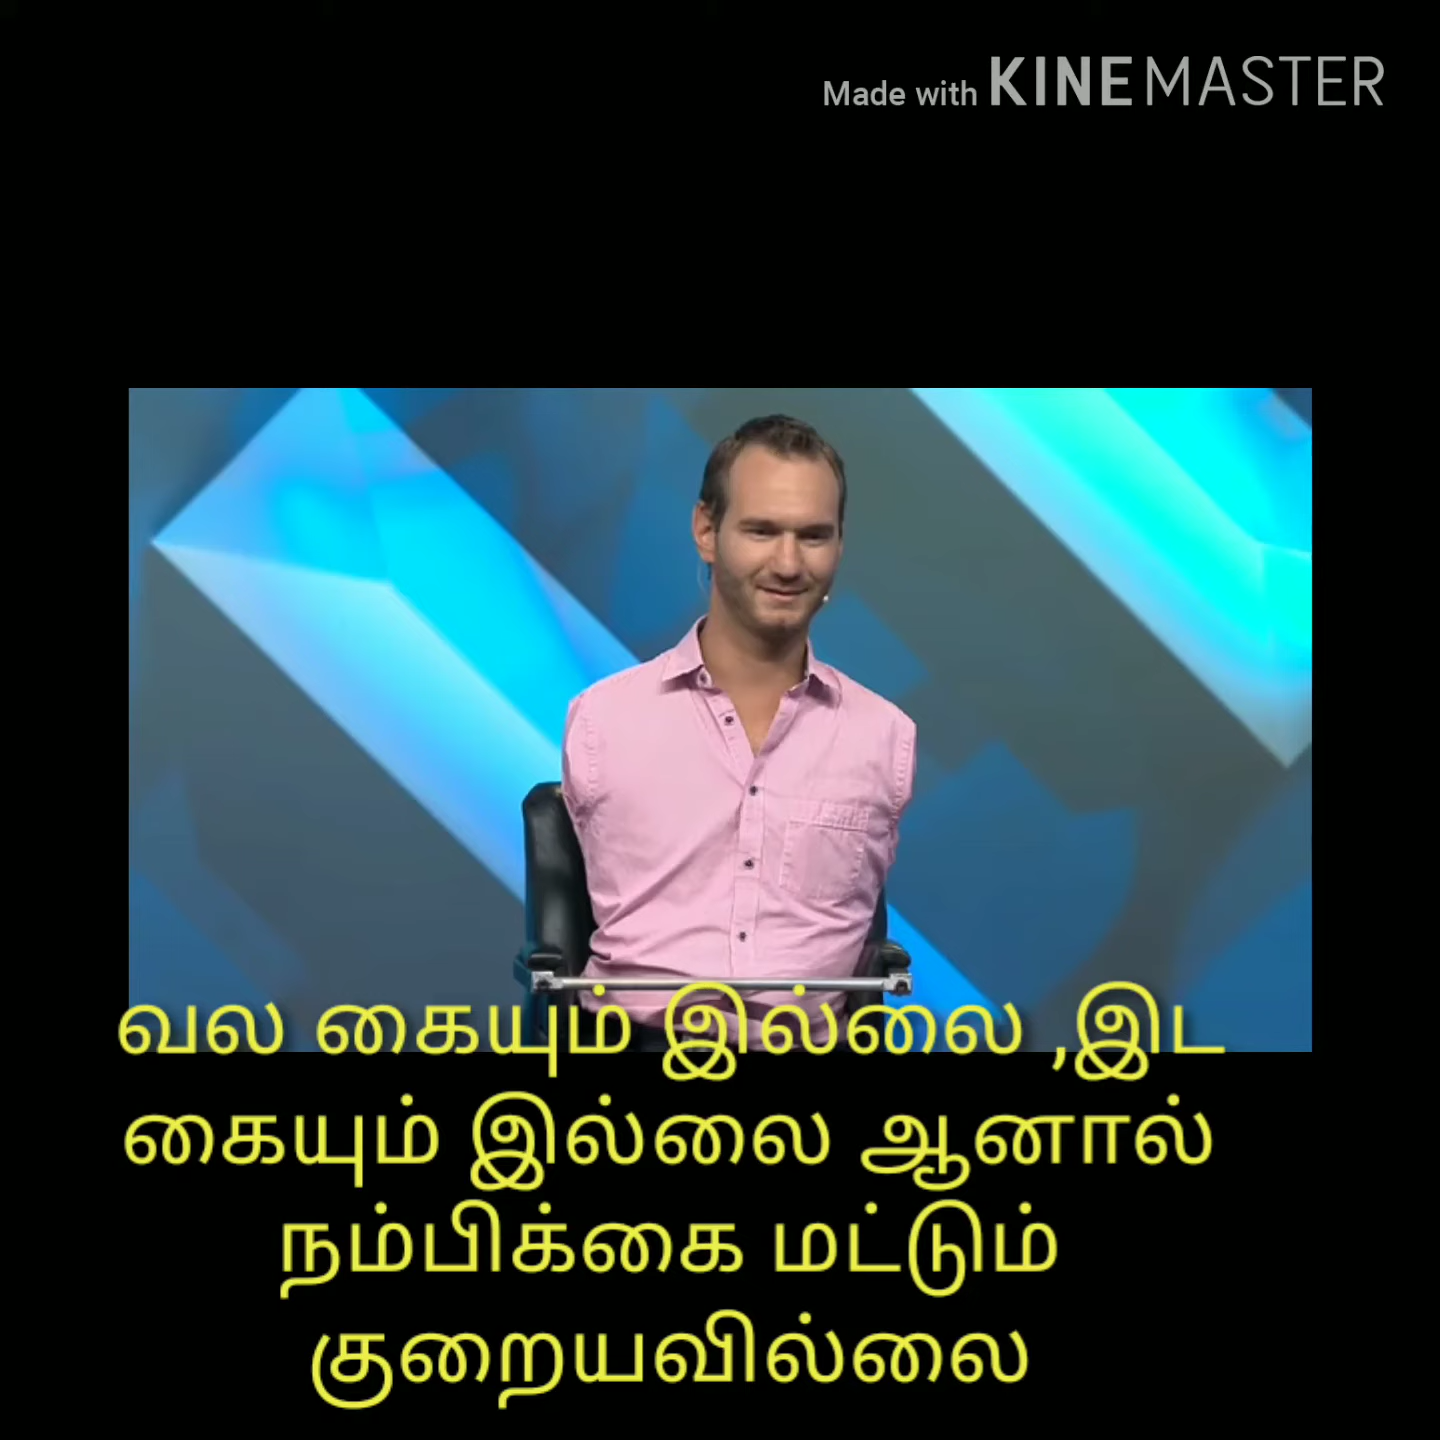 Made with KINEMASTER
வல கையும் இல்லை ,இட
கையும் இல்லை ஆனால்
நம்பிக்கை மட்டும்
குறையவில்லை